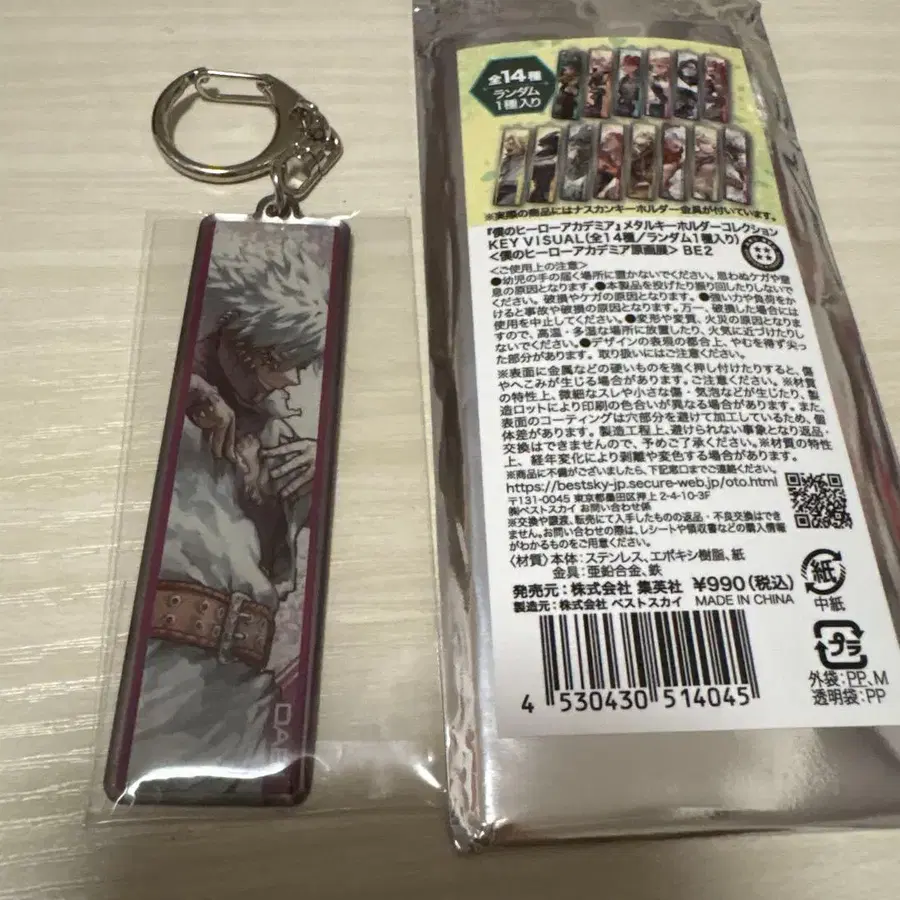 全14種
ランダム
1種入り
※実際の商品にはナスカンキーホルダー金具が付いています。
『僕のヒーローアカデミア』メタルキーホルダーコレクション
KEY VISUAL(全14種/ランダム1種入り)
<僕のヒーローアカデミア原画展> BE2
<ご使用上の注意>
●幼児の手の届く場所に置かないでください。思わぬケガや窒
息の原因となります。●本製品を投げたり振り回したりしないで
ください。破損やケガの原因となります。●強い力や負荷をか
けると事故や破損の原因となります。万一、破損した場合には
使用を中止してください。●変形や変質、火災の原因となりま
すので、高温・多湿な場所に放置したり、火気に近づけたりし
ないでください。●デザインの表現の都合上、やむを得ず尖っ
た部分があります。取り扱いにはご注意ください。
※表面に金属などの硬いものを強く押し付けたりすると、傷
やへこみが生じる場合があります。ご注意ください。※材質
の特性上、微細なスレや小さな傷・気泡などが生じたり、製
造ロットにより印刷の色合いが異なる場合があります。また、
表面のコーティングは穴部分を避けて加工しているため、個
体差があります。製造工程上、避けられない事象となり返品・
交換はできませんので、予めご了承ください。※材質の特性
上、経年変化により剥離や変色する場合があります。
※商品に不備がございましたら、下記窓口までご連絡ください。
https://bestsky-jp.secure-web.jp/oto.html
〒131-0045 東京都墨田区押上 2-4-10-3F
㈱ベストスカイ お問い合わせ係
※交換や譲渡、転売にて入手したものの返品・不良交換はでき
ません。お問い合わせの際は、レシートや領収書などの購入情報
がわかるものをご用意ください。
〈材質〉本体:ステンレス、エポキシ樹脂、紙
金具:亜鉛合金、鉄
発売元:株式会社 集英社 ¥990(税込)
製造元:株式会社 ベストスカイ MADE IN CHINA
4 530430 514045
紙
中紙
プラ
外袋:PP、M
透明袋:PP
DAB